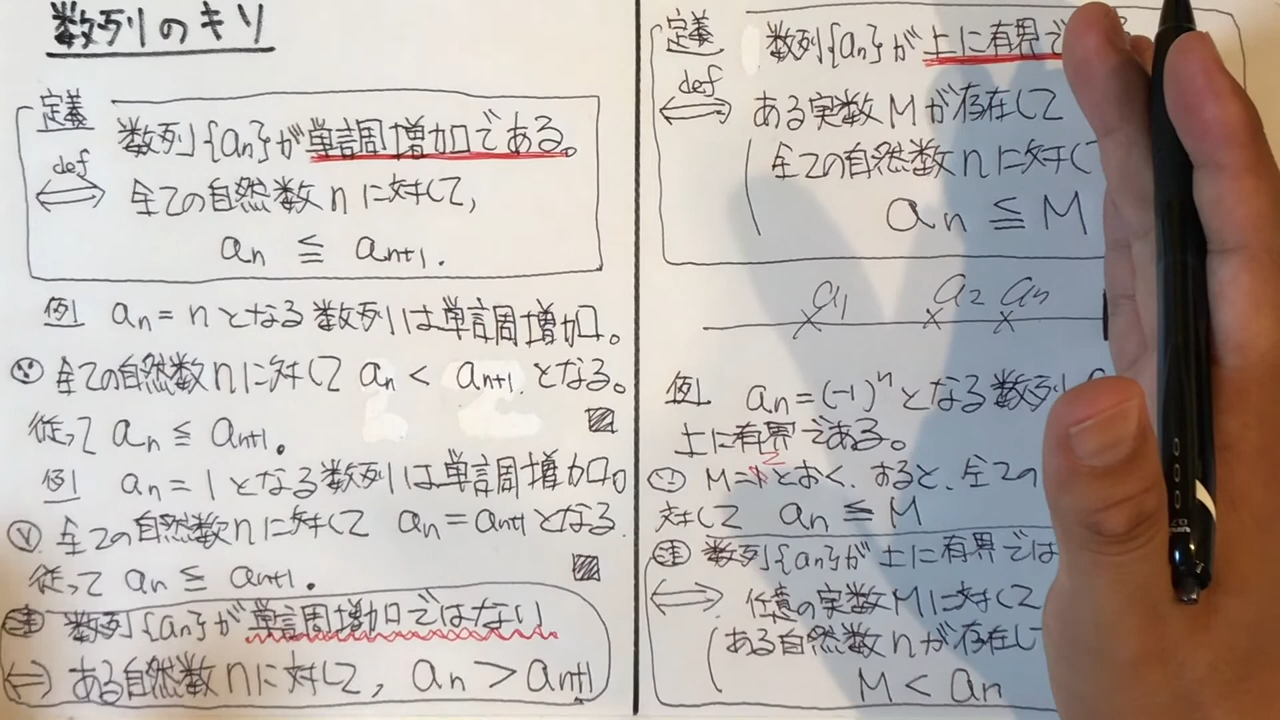 数列のキソ
定義 数列{an}が単調増加である。
def ⟺ 全ての自然数nに対して,
an ≦ an+1.
例 an = n となる数列は単調増加。
∵ 全ての自然数nに対して an < an+1 となる。
従って an ≦ an+1。
例 an = 1 となる数列は単調増加。
∵ 全ての自然数nに対して an = an+1 となる.
従って an ≦ an+1.
注 数列{an}が単調増加ではない
⟺ ある自然数nに対して, an > an+1
定義 数列{an}が上に有界で
def ⟺ ある実数Mが存在して
全ての自然数nに対し
an ≦ M
a1 a2 an
例 an = (-1)^n となる数列
上に有界である。
∵ M = 2 とおく, すると, 全ての
対して an ≦ M
注 数列{an}が上に有界では
⟺ 任意の実数Mに対して
ある自然数nが存在し
M < an